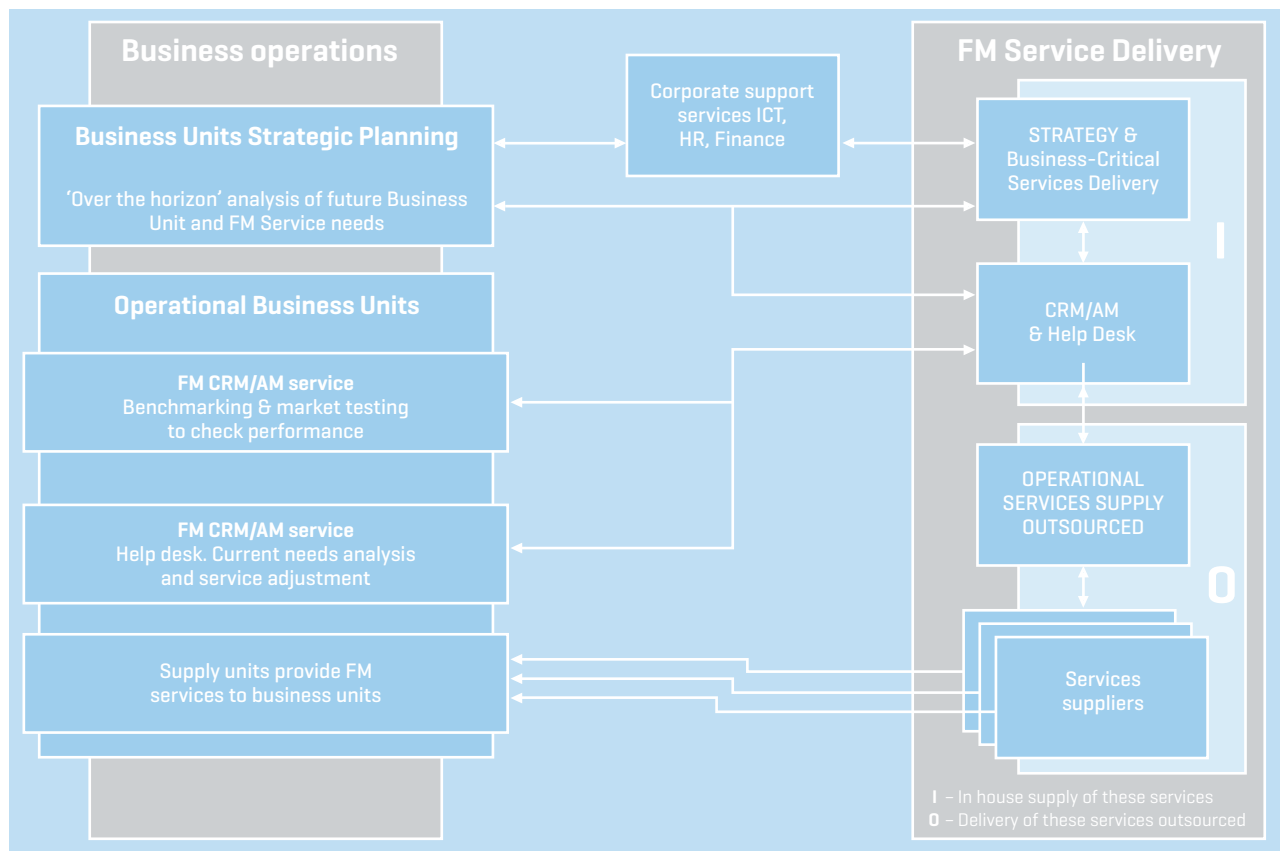 Business operations
Business Units Strategic Planning
‘Over the horizon’ analysis of future Business
Unit and FM Service needs
Operational Business Units
FM CRM/AM service
Benchmarking & market testing
to check performance
FM CRM/AM service
Help desk. Current needs analysis
and service adjustment
Supply units provide FM
services to business units
Corporate support
services ICT,
HR, Finance
FM Service Delivery
STRATEGY &
Business-Critical
Services Delivery
I
CRM/AM
& Help Desk
OPERATIONAL
SERVICES SUPPLY
OUTSOURCED
O
Services
suppliers
I – In house supply of these services
O – Delivery of these services outsourced